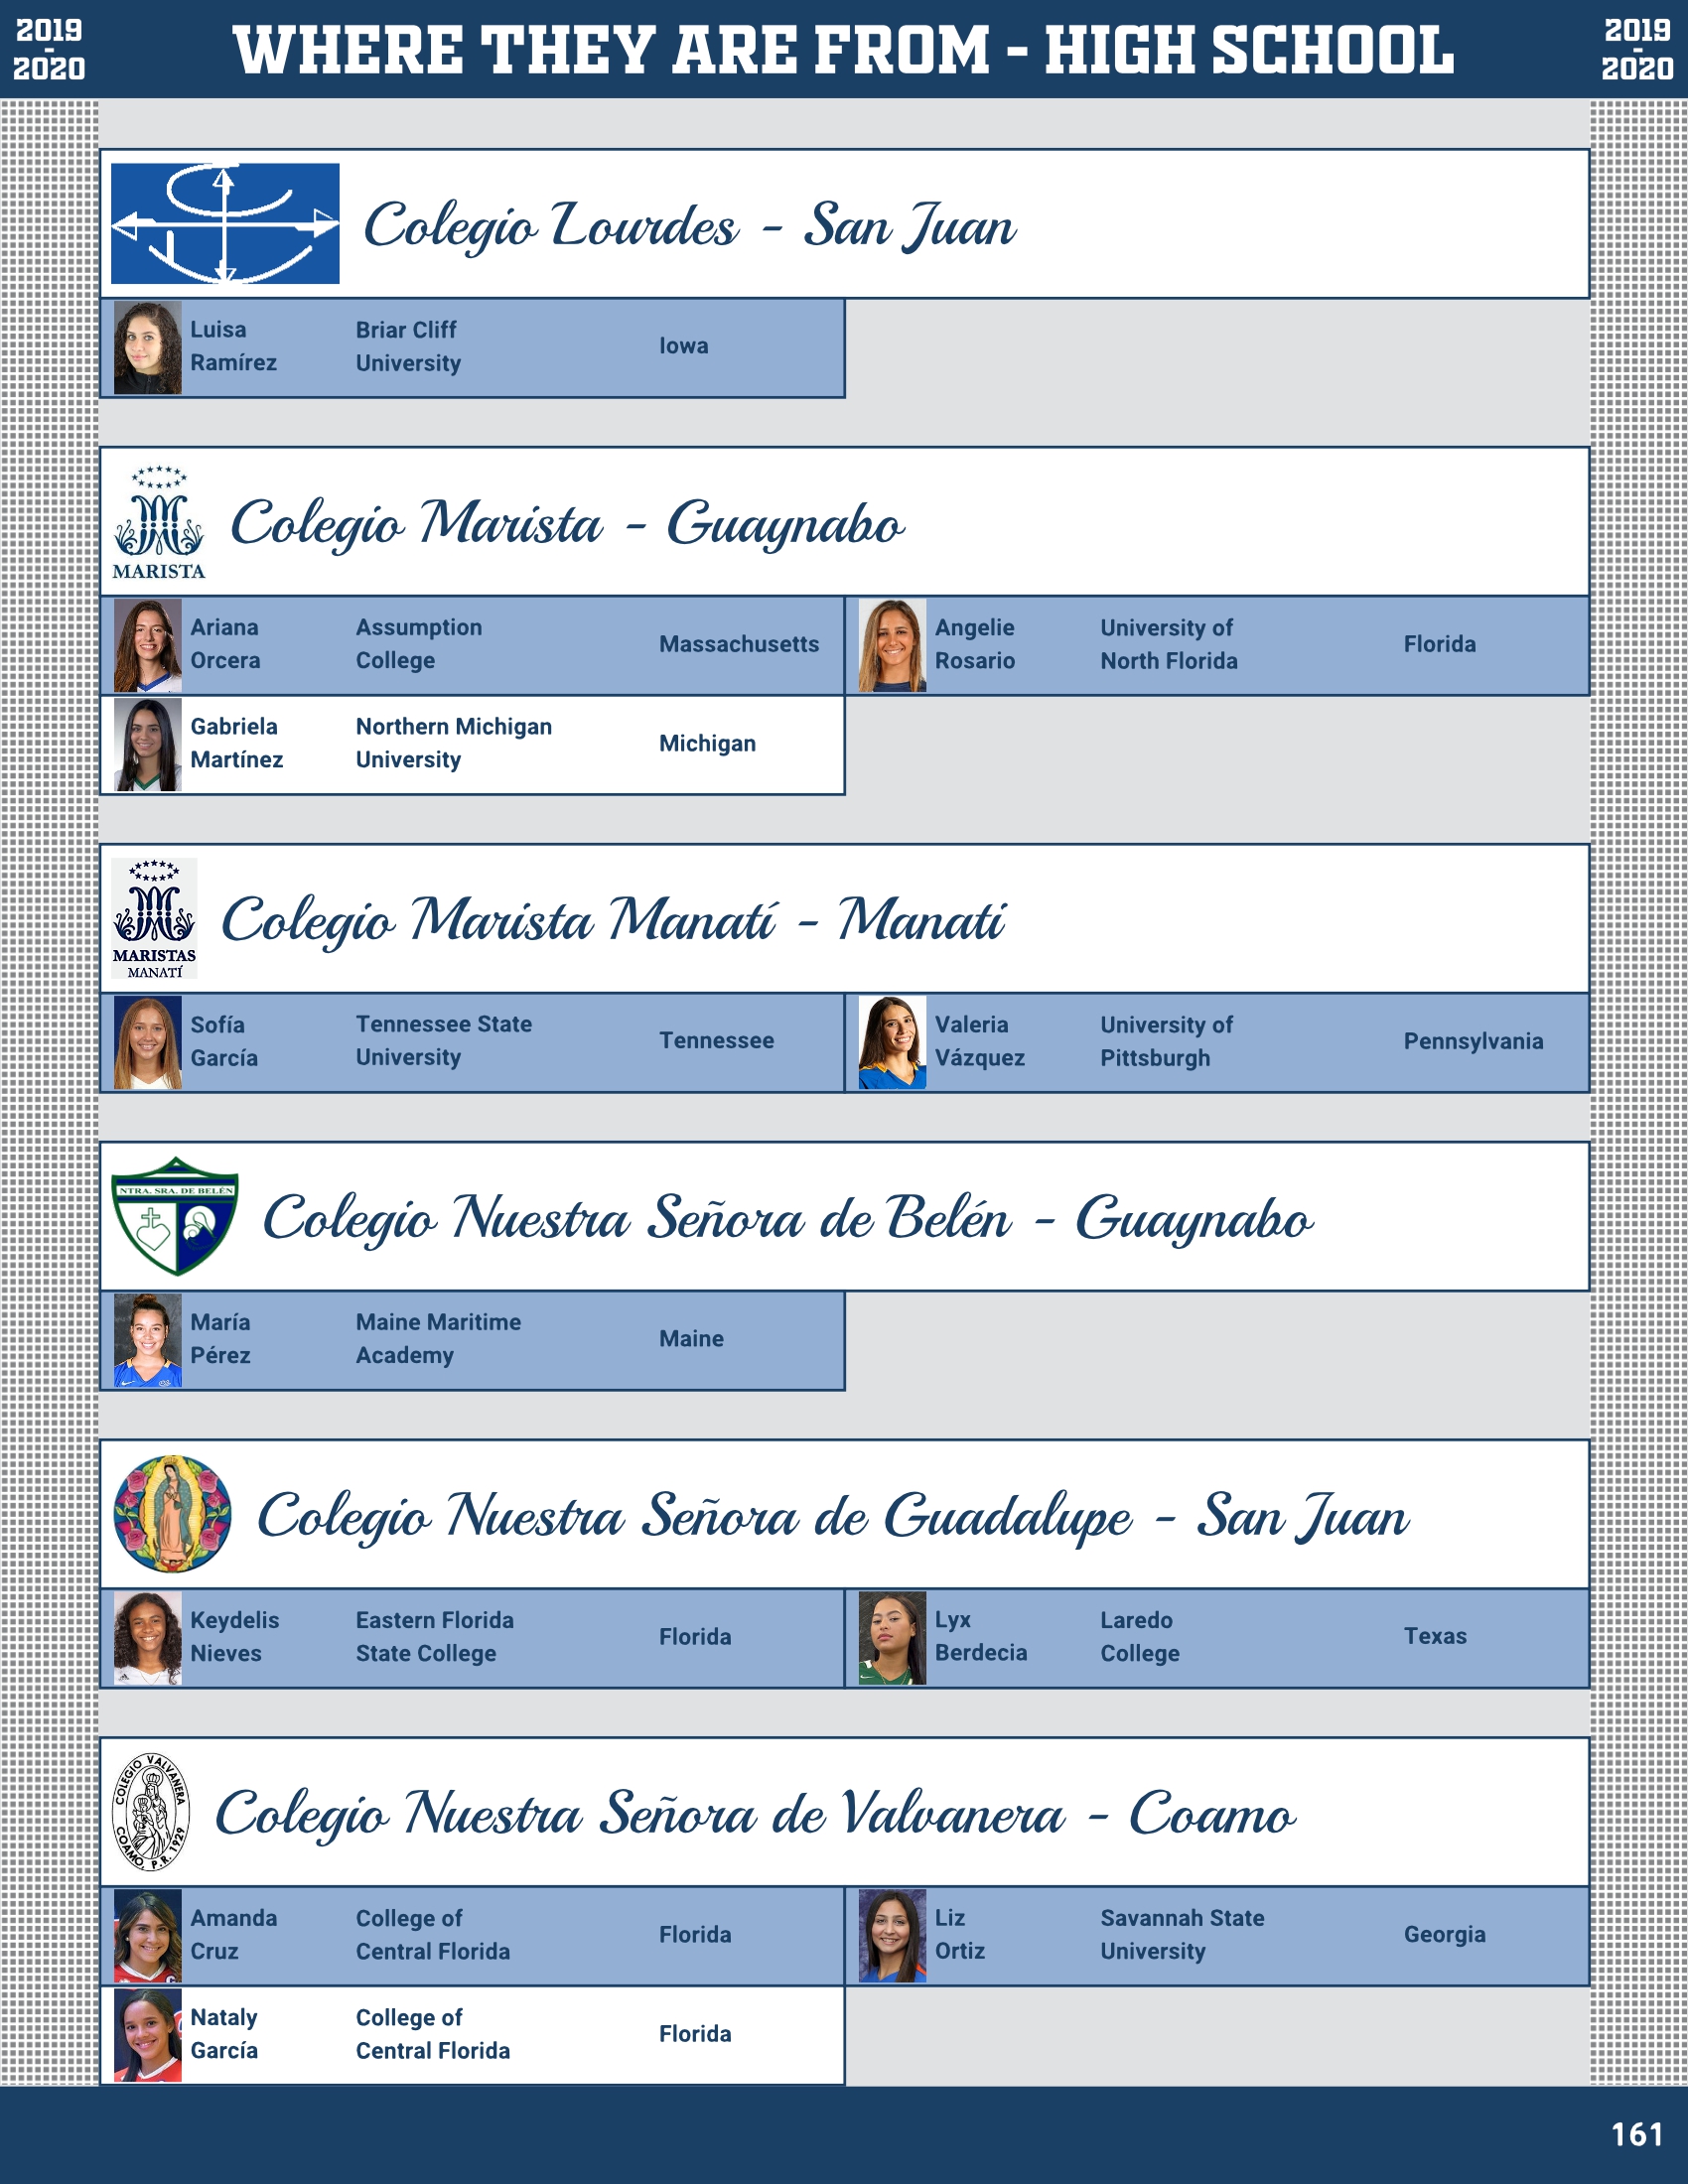 2019
-
2020
WHERE THEY ARE FROM - HIGH SCHOOL
2019
-
2020
Colegio Lourdes - San Juan
Luisa
Ramírez
Briar Cliff
University
Iowa
MARISTA
Colegio Marista - Guaynabo
Ariana
Orcera
Assumption
College
Massachusetts
Angelie
Rosario
University of
North Florida
Florida
Gabriela
Martínez
Northern Michigan
University
Michigan
MARISTAS
MANATÍ
Colegio Marista Manatí - Manati
Sofía
García
Tennessee State
University
Tennessee
Valeria
Vázquez
University of
Pittsburgh
Pennsylvania
NTRA. SRA. DE BELÉN
Colegio Nuestra Señora de Belén - Guaynabo
María
Pérez
Maine Maritime
Academy
Maine
Colegio Nuestra Señora de Guadalupe - San Juan
Keydelis
Nieves
Eastern Florida
State College
Florida
Lyx
Berdecia
Laredo
College
Texas
COLEGIO VALVANERA
COAMO, P.R. 1929
Colegio Nuestra Señora de Valvanera - Coamo
Amanda
Cruz
College of
Central Florida
Florida
Liz
Ortiz
Savannah State
University
Georgia
Nataly
García
College of
Central Florida
Florida
161